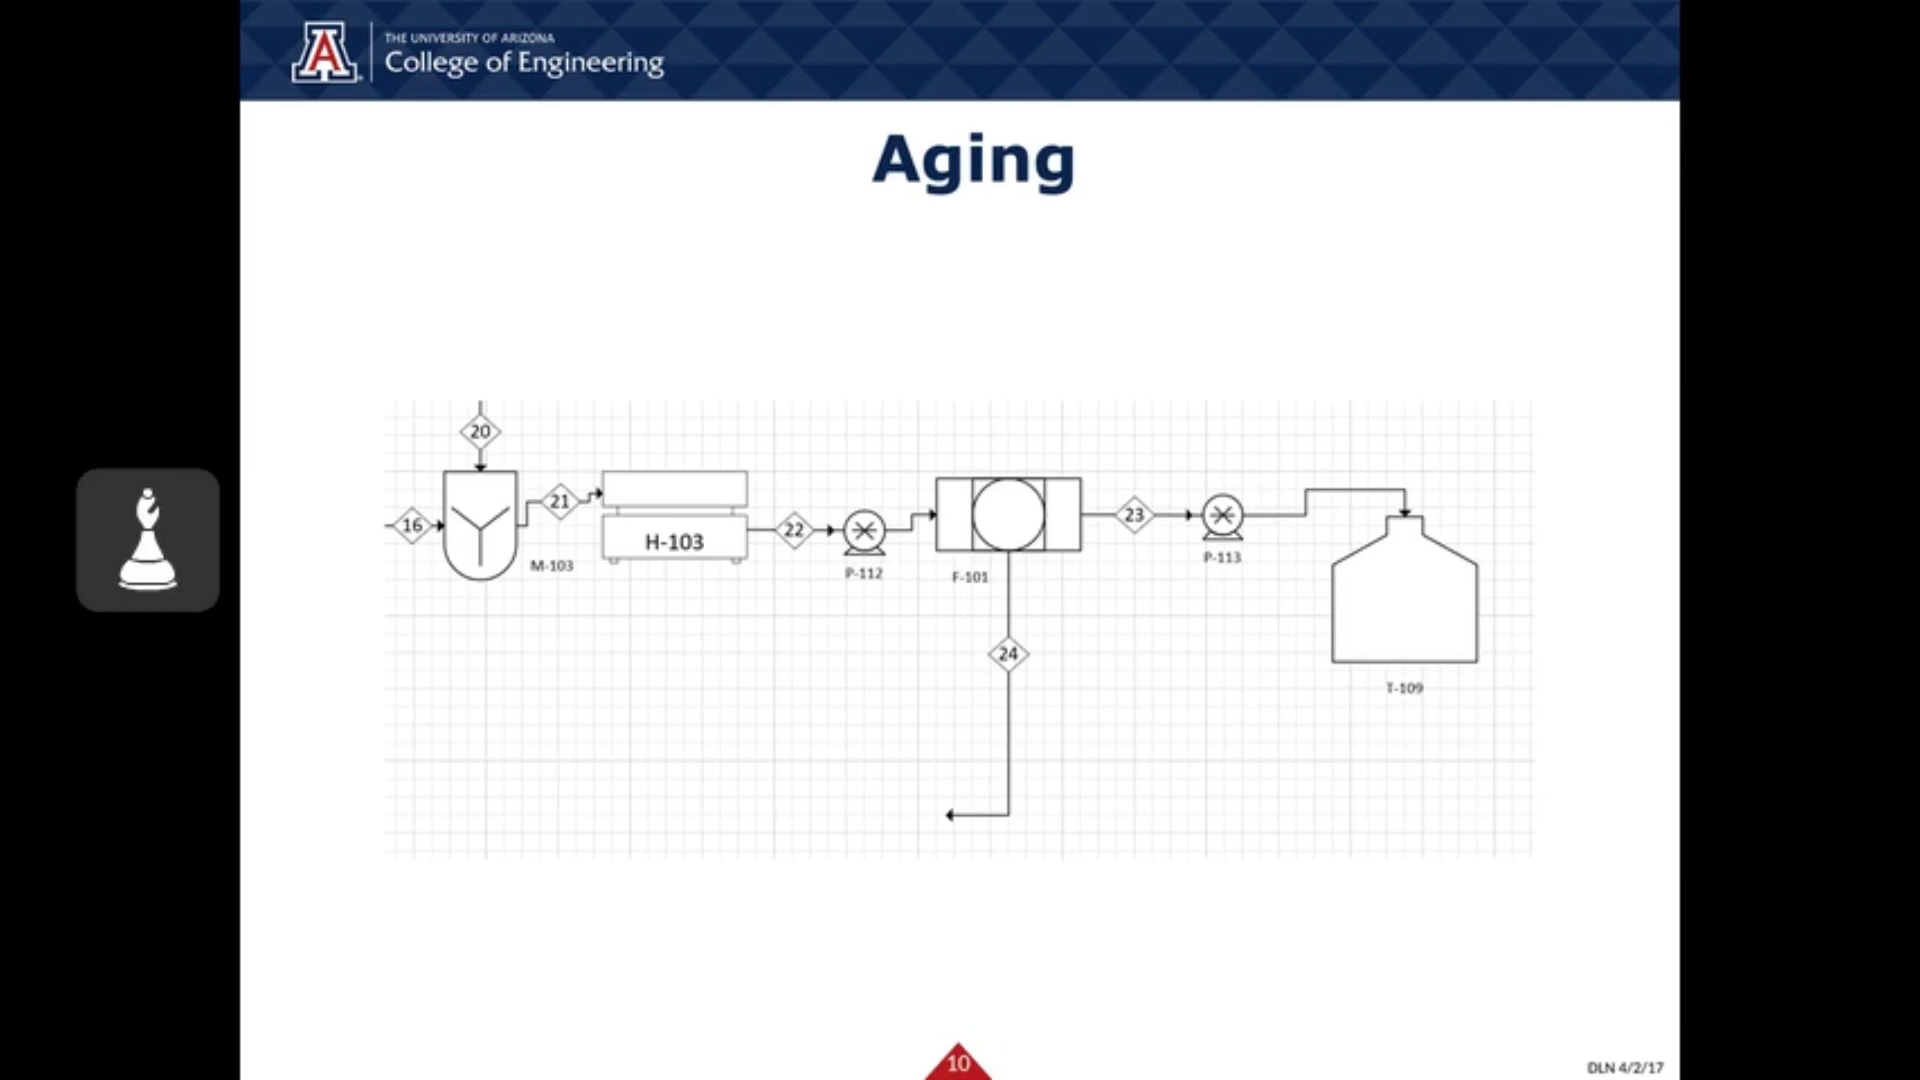 THE UNIVERSITY OF ARIZONA
College of Engineering
Aging
20
16
21
M-103
H-103
22
P-112
F-101
23
P-113
24
T-109
10
DLN 4/2/17